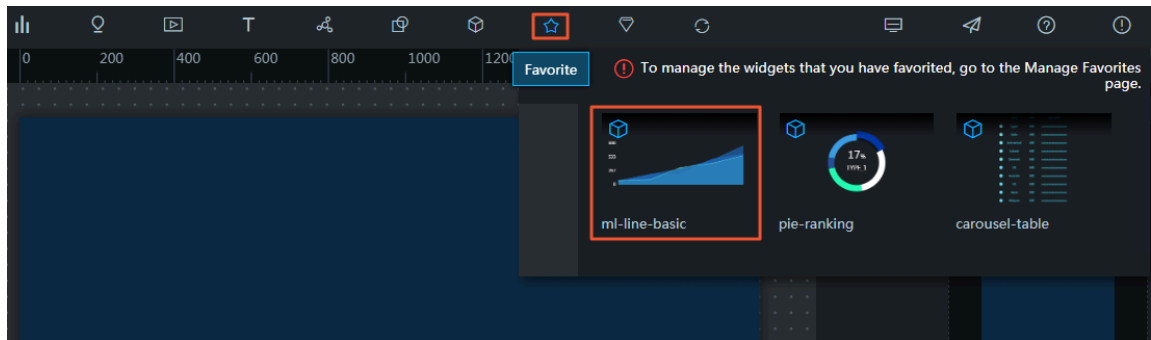 T
0 200 400 600 800 1000 1200
Favorite
To manage the widgets that you have favorited, go to the Manage Favorites
page.
17%
ml-line-basic
pie-ranking
carousel-table